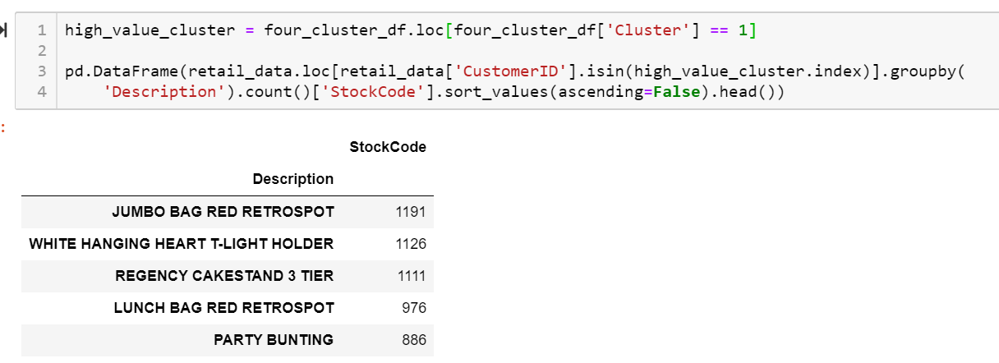 1 high_value_cluster = four_cluster_df.loc[four_cluster_df['Cluster'] == 1]
2
3 pd.DataFrame(retail_data.loc[retail_data['CustomerID'].isin(high_value_cluster.index)].groupby(
4     'Description').count()['StockCode'].sort_values(ascending=False).head())
:
StockCode
Description
JUMBO BAG RED RETROSPOT 1191
WHITE HANGING HEART T-LIGHT HOLDER 1126
REGENCY CAKESTAND 3 TIER 1111
LUNCH BAG RED RETROSPOT 976
PARTY BUNTING 886